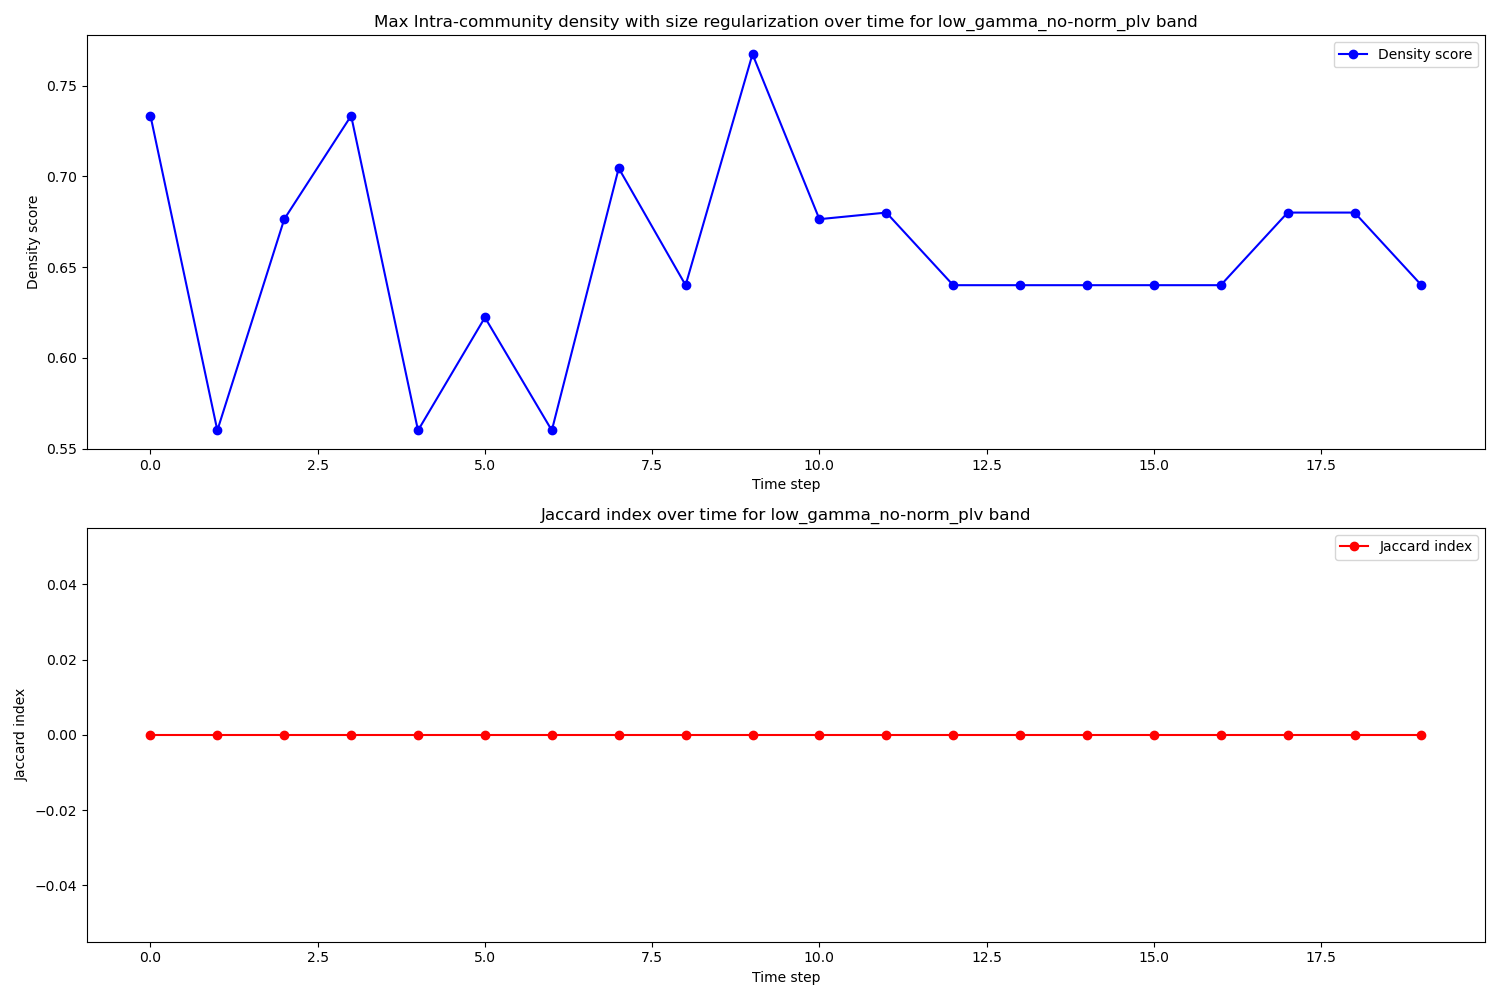 Max Intra-community density with size regularization over time for low_gamma_no-norm_plv band
Density score
0.75
0.70
0.65
0.60
0.55
Density score
0.0 2.5 5.0 7.5 10.0 12.5 15.0 17.5
Time step
Jaccard index over time for low_gamma_no-norm_plv band
Jaccard index
0.04
0.02
0.00
−0.02
−0.04
Jaccard index
0.0 2.5 5.0 7.5 10.0 12.5 15.0 17.5
Time step